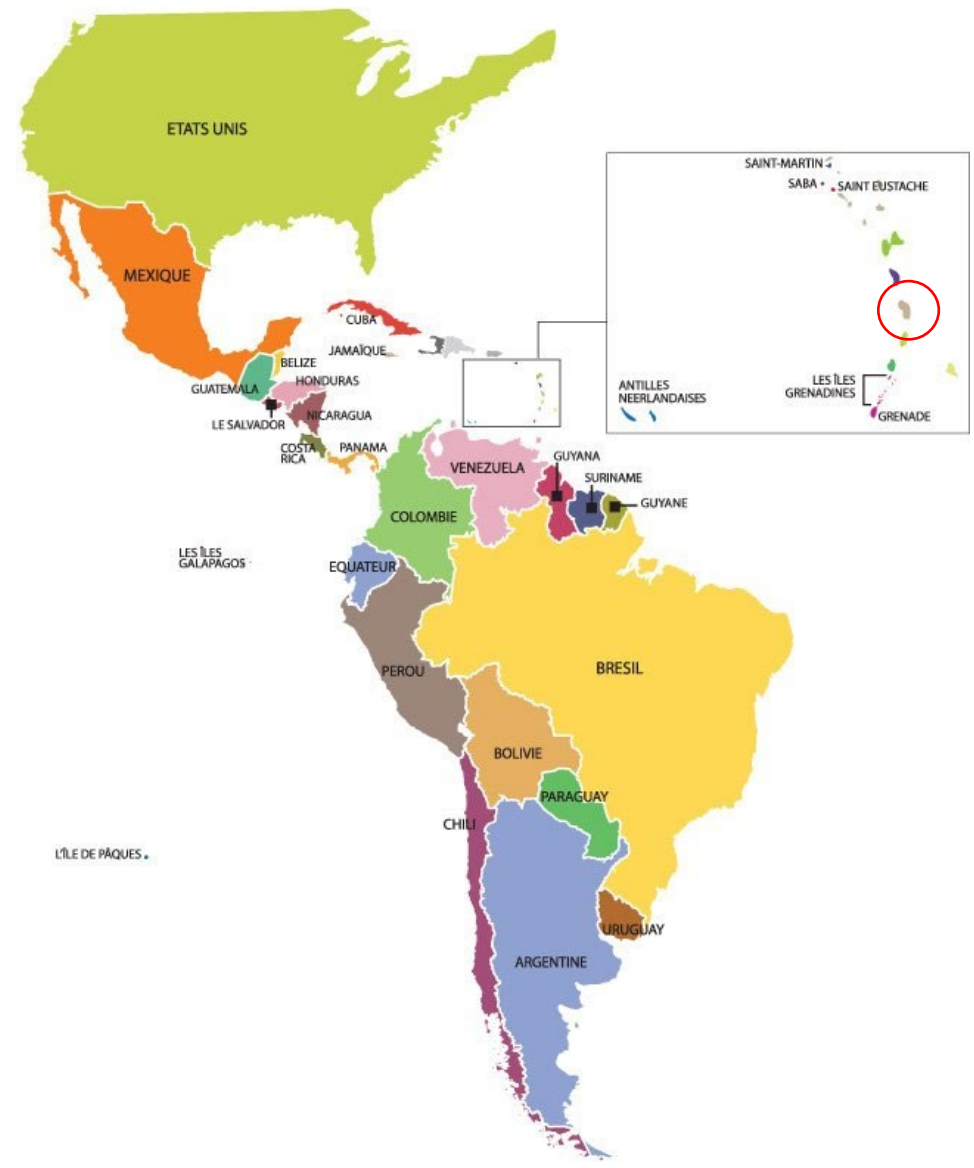 ETATS UNIS
SAINT-MARTIN
SABA
SAINT EUSTACHE
MEXIQUE
CUBA
JAMAÏQUE
BELIZE
GUATEMALA
HONDURAS
NICARAGUA
LE SALVADOR
COSTA
RICA
PANAMA
ANTILLES
NEERLANDAISES
LES ÎLES
GRENADINES
GRENADE
VENEZUELA
GUYANA
SURINAME
GUYANE
COLOMBIE
LES ÎLES
GALAPAGOS
EQUATEUR
PEROU
BRESIL
BOLIVIE
PARAGUAY
CHILI
L'ÎLE DE PÂQUES
URUGUAY
ARGENTINE